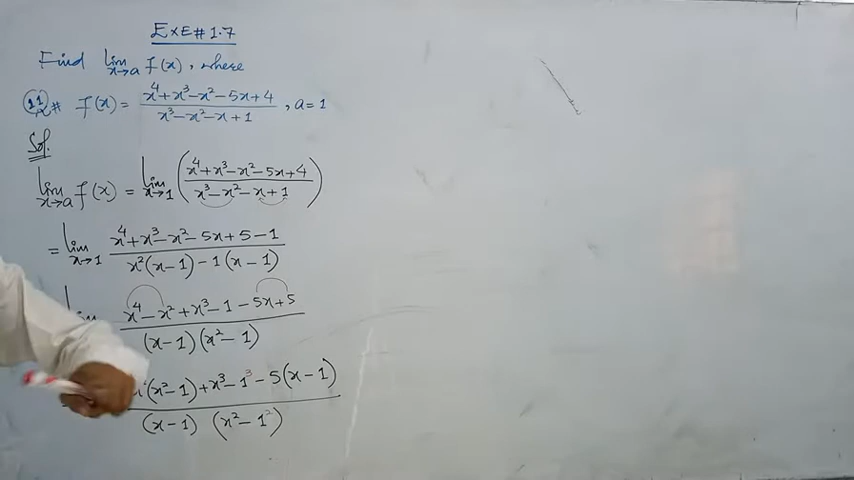 EXE# 1.7
Find lim x→a f(x), where
Q11# f(x) = (x⁴+x³−x²−5x+4)/(x³−x²−x+1), a=1
Sol.
lim x→a f(x) = lim x→1 ((x⁴+x³−x²−5x+4)/(x³−x²−x+1))
= lim x→1 (x⁴+x³−x²−5x+5−1)/(x²(x−1)−1(x−1))
(x⁴−x²+x³−1−5x+5)/((x−1)(x²−1))
(x²(x²−1)+x³−1³−5(x−1))/((x−1)(x²−1²))